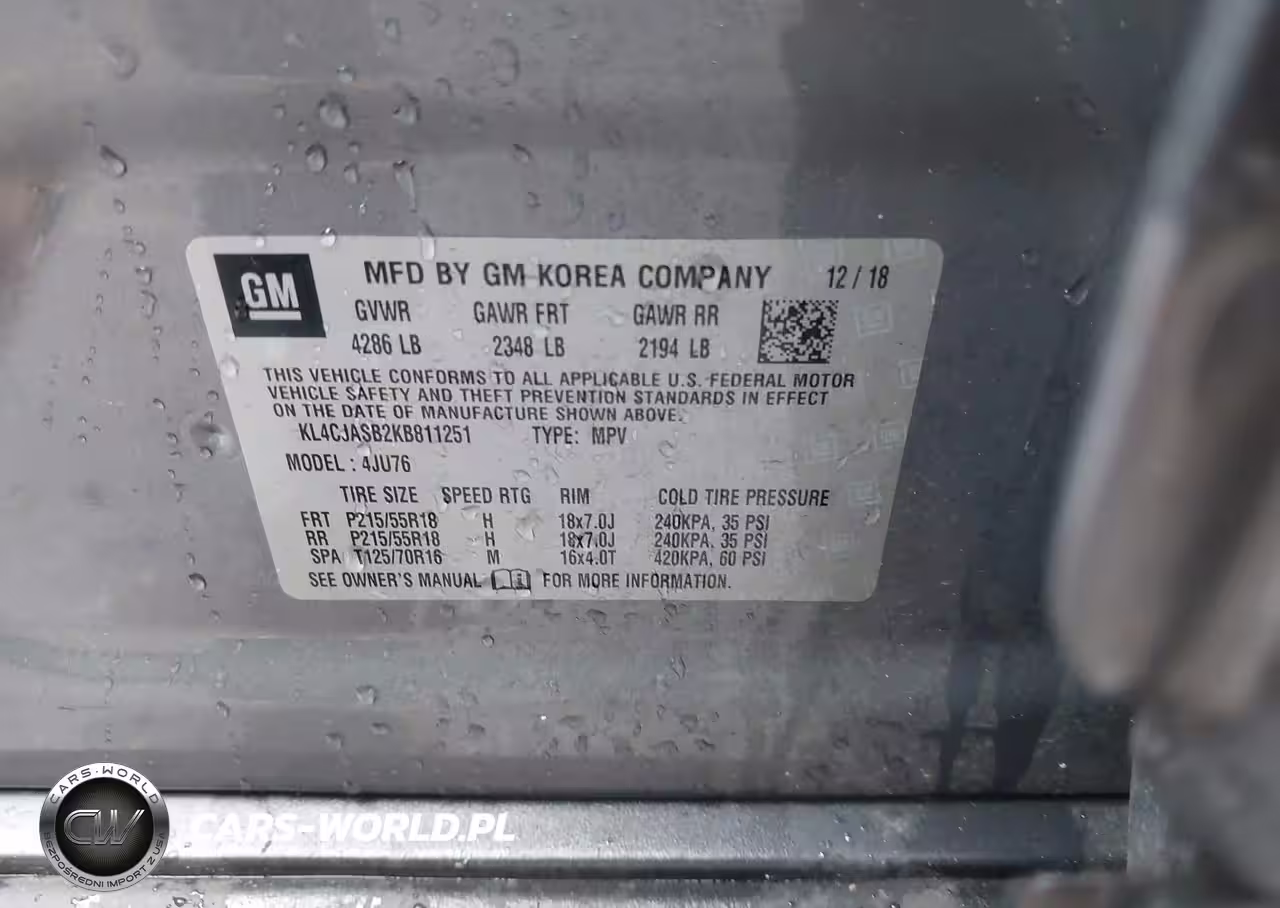 GM
MFD BY GM KOREA COMPANY 12 / 18
GVWR GAWR FRT GAWR RR
4286 LB 2348 LB 2194 LB
THIS VEHICLE CONFORMS TO ALL APPLICABLE U.S. FEDERAL MOTOR
VEHICLE SAFETY AND THEFT PREVENTION STANDARDS IN EFFECT
ON THE DATE OF MANUFACTURE SHOWN ABOVE.
KL4CJASB2KB811251 TYPE: MPV
MODEL : 4JU76
TIRE SIZE SPEED RTG RIM COLD TIRE PRESSURE
FRT P215/55R18 H 18x7.0J 240KPA, 35 PSI
RR P215/55R18 H 18x7.0J 240KPA, 35 PSI
SPA T125/70R16 M 16x4.0T 420KPA, 60 PSI
SEE OWNER'S MANUAL FOR MORE INFORMATION.
CARS-WORLD
CW
BEZPOŚREDNI IMPORT Z USA
CARS-WORLD.PL